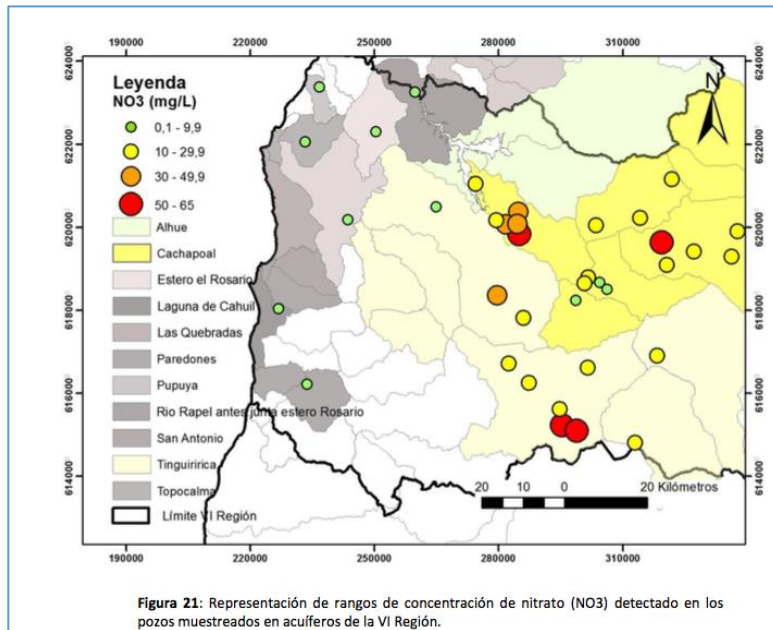 190000 220000 250000 280000 310000
624000
622000
620000
618000
616000
614000
624000
622000
620000
618000
616000
614000
N
Leyenda
NO3 (mg/L)
0,1 - 9,9
10 - 29,9
30 - 49,9
50 - 65
Alhue
Cachapoal
Estero el Rosario
Laguna de Cahuil
Las Quebradas
Paredones
Pupuya
Rio Rapel antes junta estero Rosario
San Antonio
Tinguiririca
Topocalma
Límite VI Región
20 10 0 20 Kilómetros
190000 220000 250000 280000 310000
Figura 21: Representación de rangos de concentración de nitrato (NO3) detectado en los
pozos muestreados en acuíferos de la VI Región.